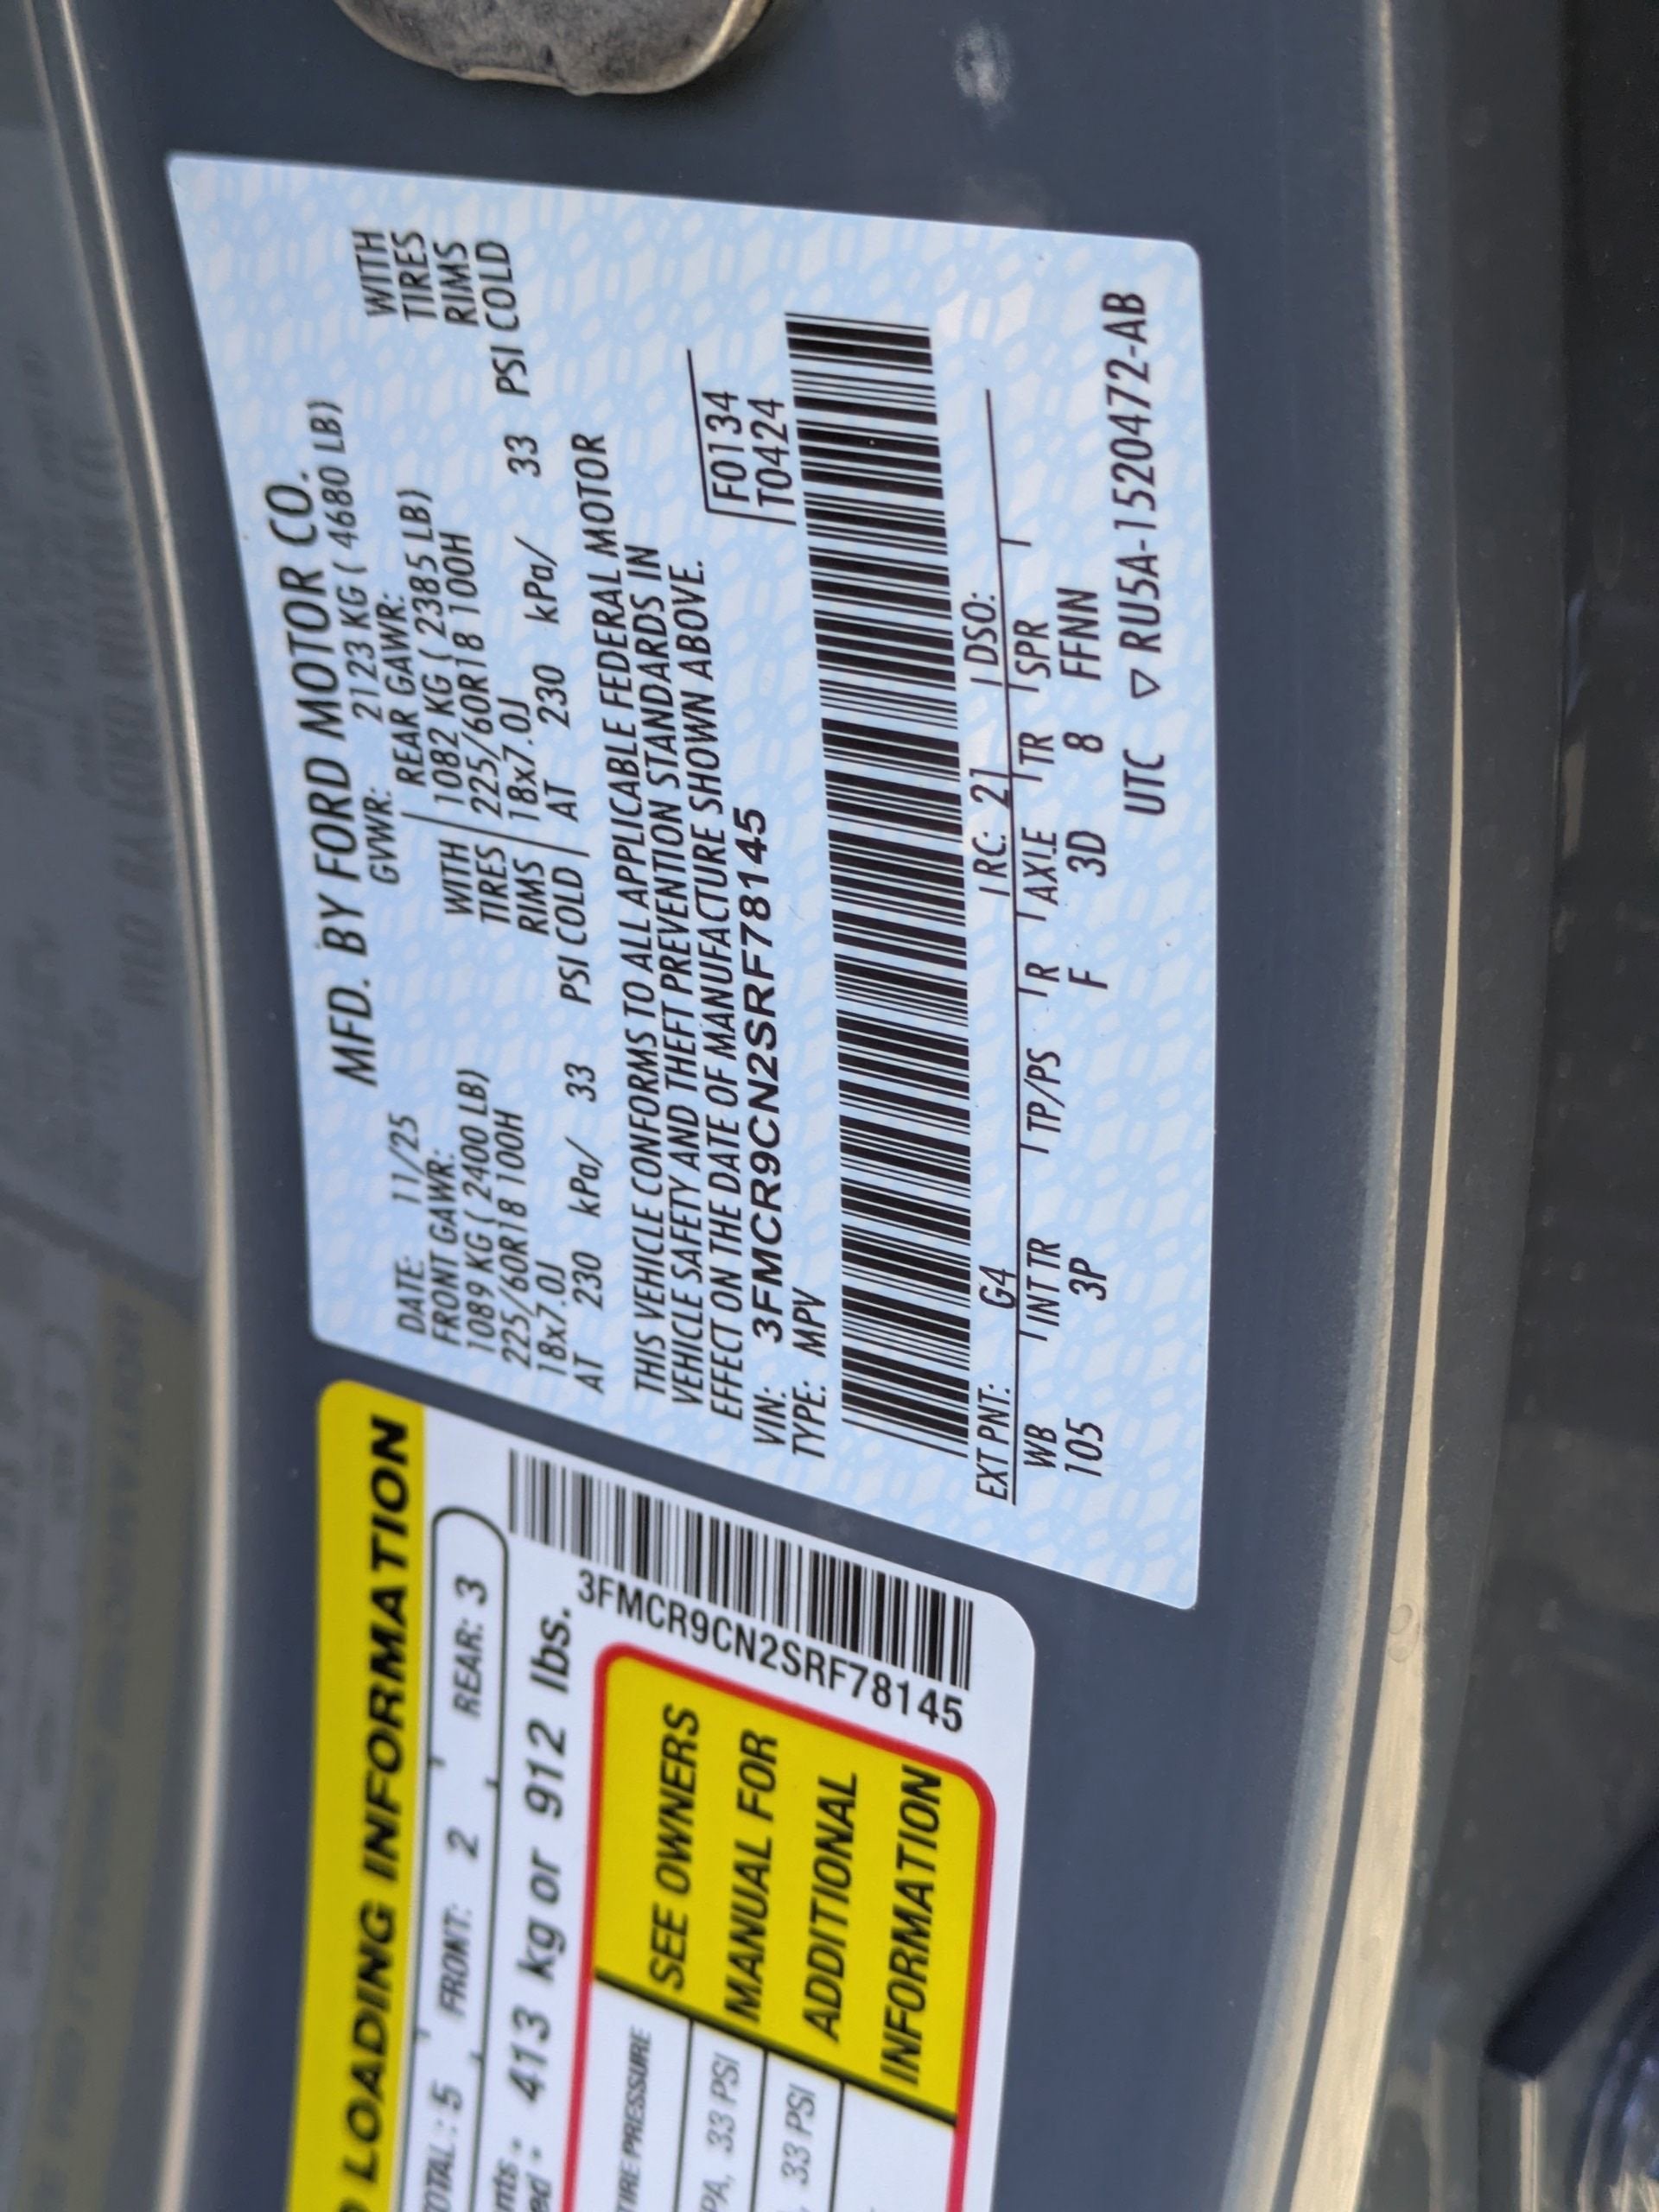 MFD. BY FORD MOTOR CO.
DATE: 11/25 GVWR: 2123 KG ( 4680 LB)
FRONT GAWR: REAR GAWR:
1089 KG ( 2400 LB) WITH 1082 KG ( 2385 LB) WITH
225/60R18 100H TIRES 225/60R18 100H TIRES
18x7.0J RIMS 18x7.0J RIMS
AT 230 kPa/ 33 PSI COLD AT 230 kPa/ 33 PSI COLD
THIS VEHICLE CONFORMS TO ALL APPLICABLE FEDERAL MOTOR
VEHICLE SAFETY AND THEFT PREVENTION STANDARDS IN
EFFECT ON THE DATE OF MANUFACTURE SHOWN ABOVE.
VIN: 3FMCR9CN2SRF78145 F0134
TYPE: MPV T0424
EXT PNT: G4 RC: 21 DSO:
WB INT TR TP/PS R AXLE TR SPR
105 3P F 3D 8 FFNN
UTC ▽ RU5A-1520472-AB
LOADING INFORMATION
FRONT: 2 REAR: 3
413 kg or 912 lbs.
3FMCR9CN2SRF78145
TIRE PRESSURE
33 PSI
33 PSI
SEE OWNERS
MANUAL FOR
ADDITIONAL
INFORMATION